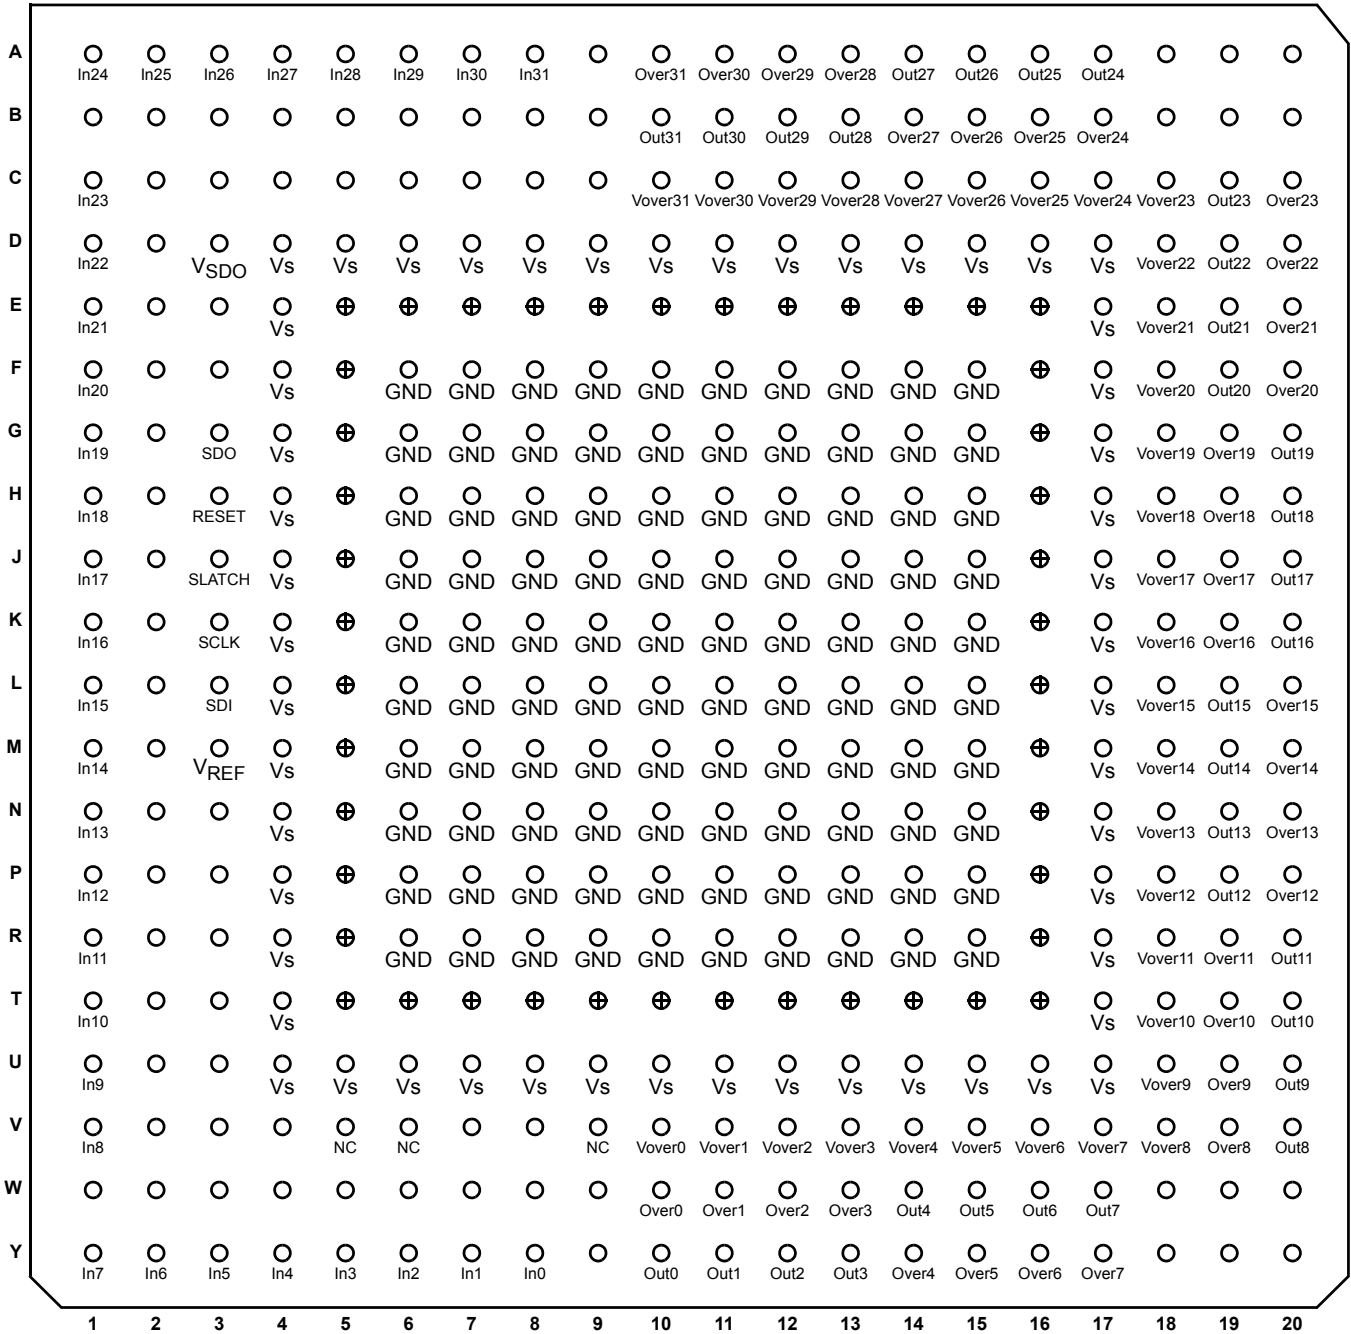 A
In24 In25 In26 In27 In28 In29 In30 In31 Over31 Over30 Over29 Over28 Out27 Out26 Out25 Out24
B
Out31 Out30 Out29 Out28 Over27 Over26 Over25 Over24
C
In23 Vover31 Vover30 Vover29 Vover28 Vover27 Vover26 Vover25 Vover24 Vover23 Out23 Over23
D
In22 VSDO Vs Vs Vs Vs Vs Vs Vs Vs Vs Vs Vs Vs Vs Vs Vover22 Out22 Over22
E
In21 Vs Vs Vover21 Out21 Over21
F
In20 Vs GND GND GND GND GND GND GND GND GND GND Vs Vover20 Out20 Over20
G
In19 SDO Vs GND GND GND GND GND GND GND GND GND GND Vs Vover19 Over19 Out19
H
In18 RESET Vs GND GND GND GND GND GND GND GND GND GND Vs Vover18 Over18 Out18
J
In17 SLATCH Vs GND GND GND GND GND GND GND GND GND GND Vs Vover17 Over17 Out17
K
In16 SCLK Vs GND GND GND GND GND GND GND GND GND GND Vs Vover16 Over16 Out16
L
In15 SDI Vs GND GND GND GND GND GND GND GND GND GND Vs Vover15 Out15 Over15
M
In14 VREF Vs GND GND GND GND GND GND GND GND GND GND Vs Vover14 Out14 Over14
N
In13 Vs GND GND GND GND GND GND GND GND GND GND Vs Vover13 Out13 Over13
P
In12 Vs GND GND GND GND GND GND GND GND GND GND Vs Vover12 Out12 Over12
R
In11 Vs GND GND GND GND GND GND GND GND GND GND Vs Vover11 Over11 Out11
T
In10 Vs Vs Vover10 Over10 Out10
U
In9 Vs Vs Vs Vs Vs Vs Vs Vs Vs Vs Vs Vs Vs Vs Vover9 Over9 Out9
V
In8 NC NC NC Vover0 Vover1 Vover2 Vover3 Vover4 Vover5 Vover6 Vover7 Vover8 Over8 Out8
W
Over0 Over1 Over2 Over3 Out4 Out5 Out6 Out7
Y
In7 In6 In5 In4 In3 In2 In1 In0 Out0 Out1 Out2 Out3 Over4 Over5 Over6 Over7
1 2 3 4 5 6 7 8 9 10 11 12 13 14 15 16 17 18 19 20